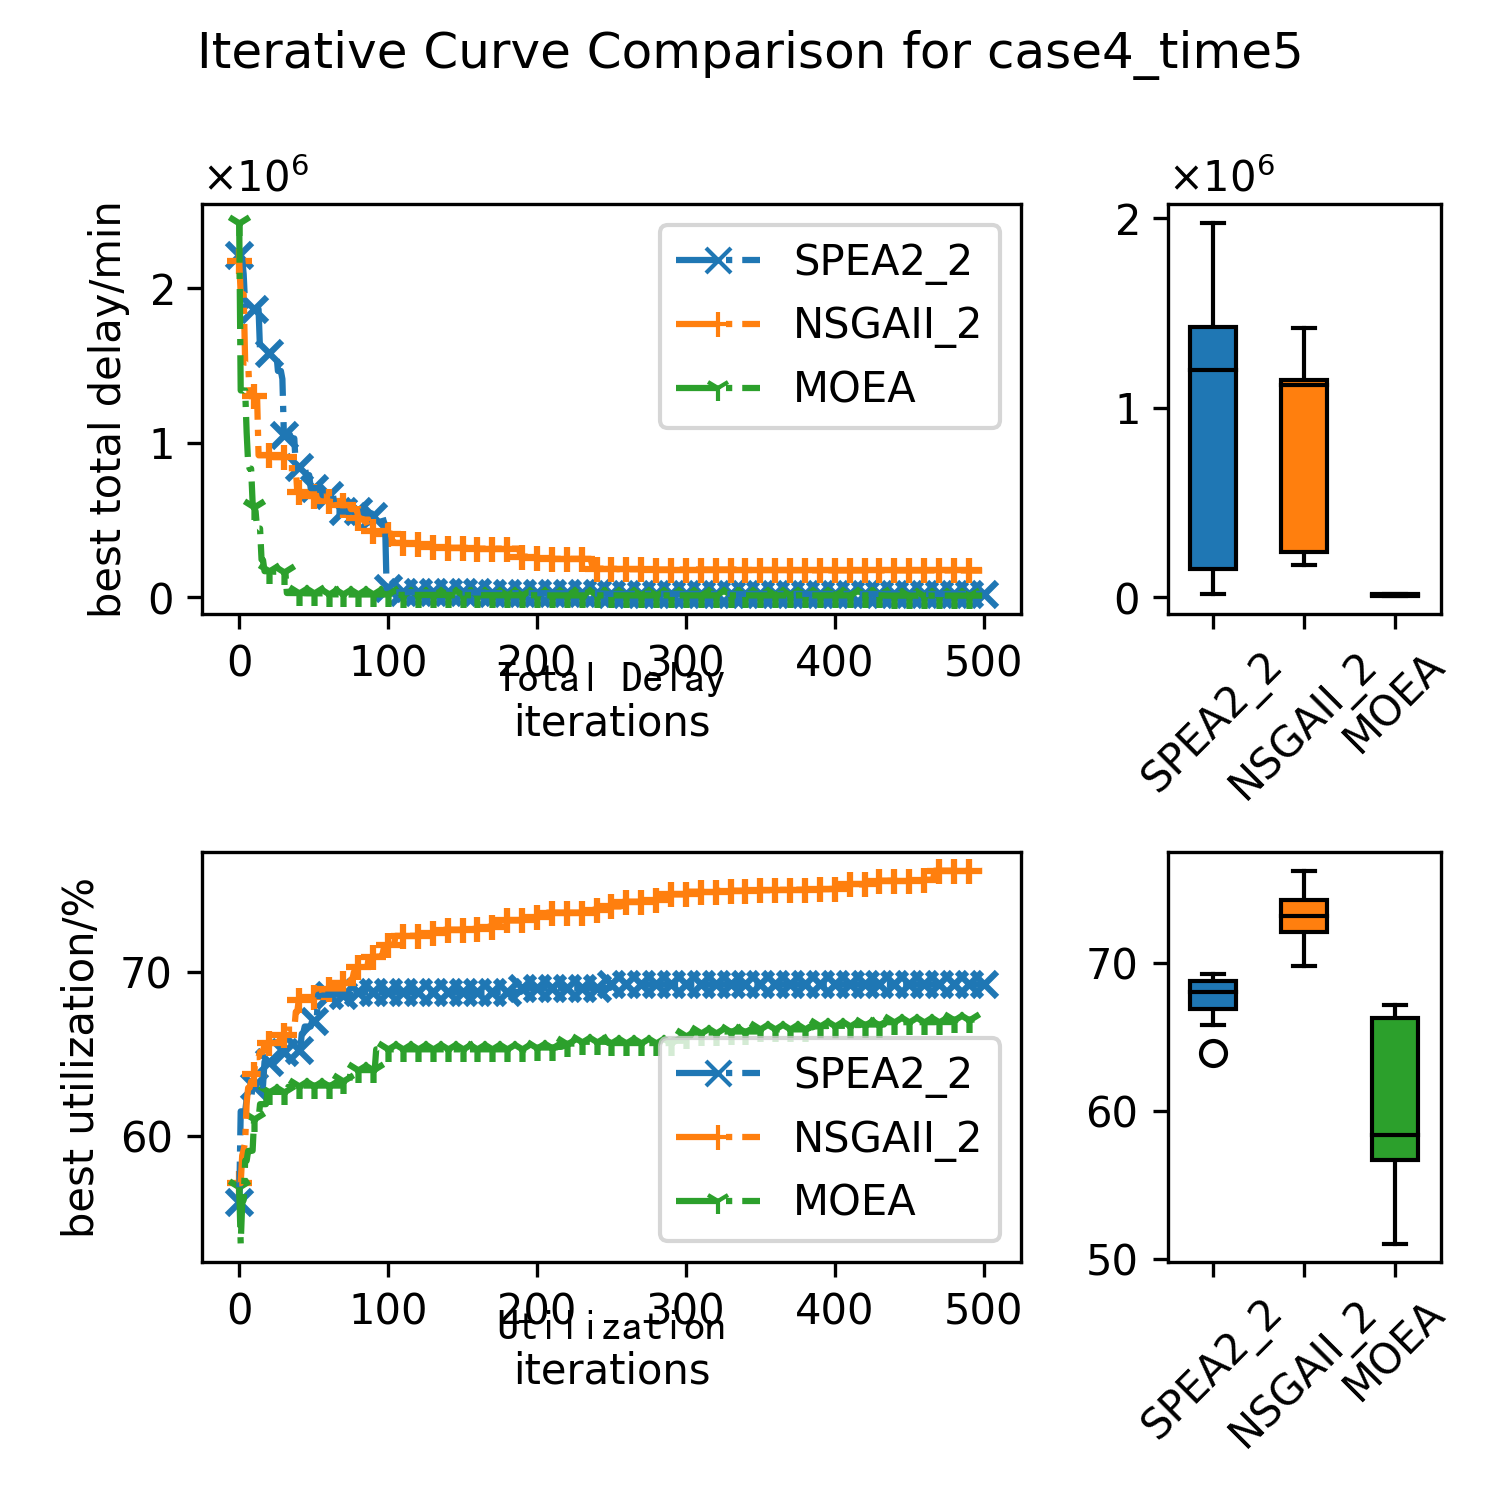 Iterative Curve Comparison for case4_time5
×10⁶
best total delay/min
2
1
0
SPEA2_2
NSGAII_2
MOEA
0 100 200 300 400 500
Total Delay
iterations
×10⁶
2
1
0
SPEA2_2
NSGAII_2
MOEA
best utilization/%
70
60
SPEA2_2
NSGAII_2
MOEA
0 100 200 300 400 500
Utilization
iterations
70
60
50
SPEA2_2
NSGAII_2
MOEA